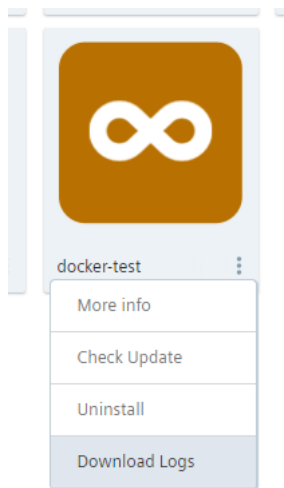 docker-test
More info
Check Update
Uninstall
Download Logs